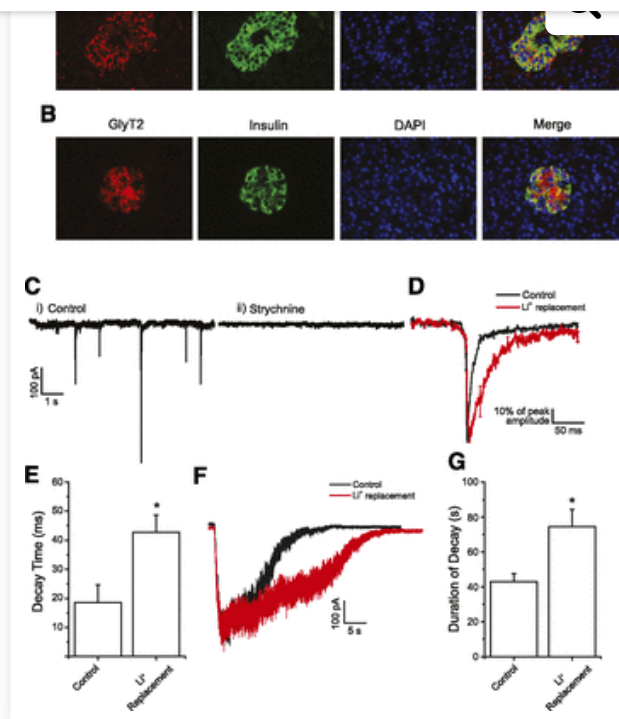 B
GlyT2 Insulin DAPI Merge
C
i) Control
ii) Strychnine
100 pA
1 s
D
Control
Li⁺ replacement
10% of peak
amplitude
50 ms
E
Decay Time (ms)
60
50
40
30
20
10
*
Control
Li⁺
Replacement
F
Control
Li⁺ replacement
100 pA
5 s
G
Duration of Decay (s)
100
80
60
40
20
0
*
Control
Li⁺
Replacement